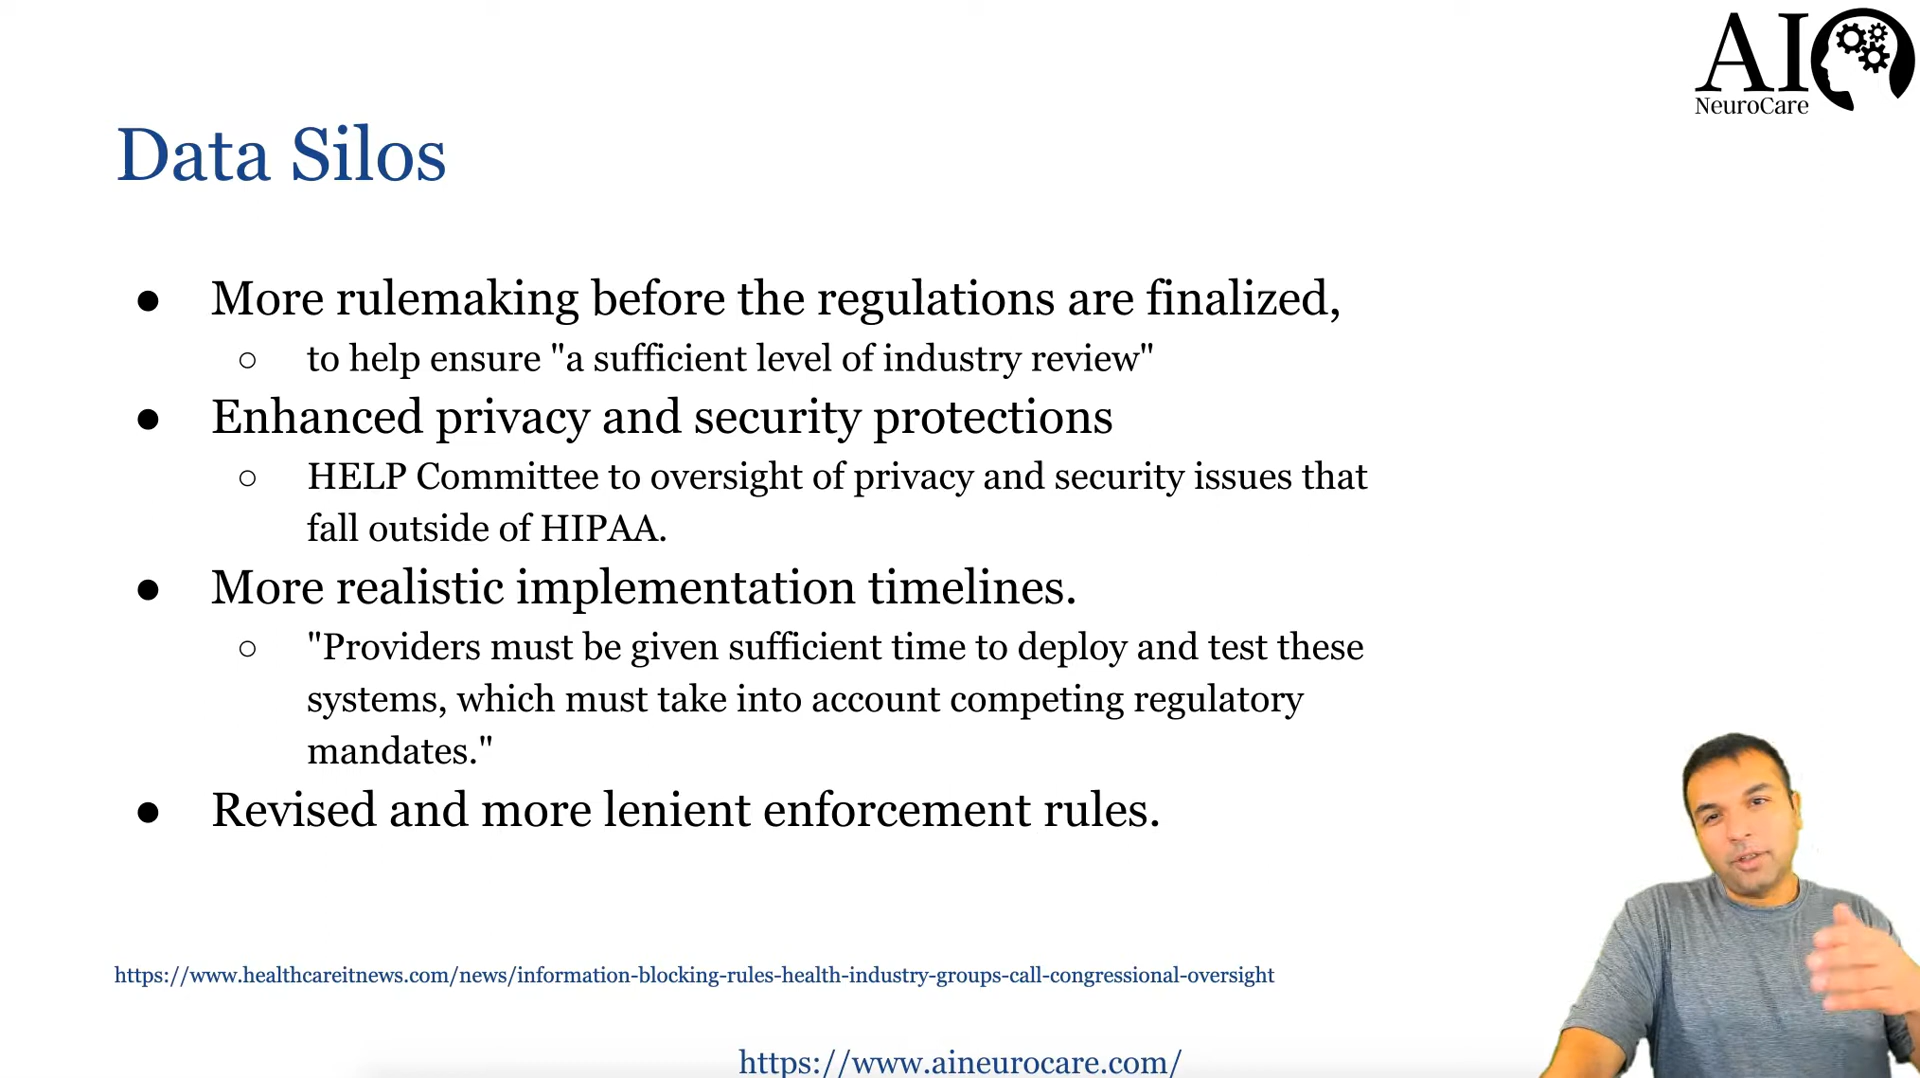 AI
NeuroCare
Data Silos
● More rulemaking before the regulations are finalized,
○ to help ensure "a sufficient level of industry review"
● Enhanced privacy and security protections
○ HELP Committee to oversight of privacy and security issues that
fall outside of HIPAA.
● More realistic implementation timelines.
○ "Providers must be given sufficient time to deploy and test these
systems, which must take into account competing regulatory
mandates."
● Revised and more lenient enforcement rules.
https://www.healthcareitnews.com/news/information-blocking-rules-health-industry-groups-call-congressional-oversight
https://www.aineurocare.com/